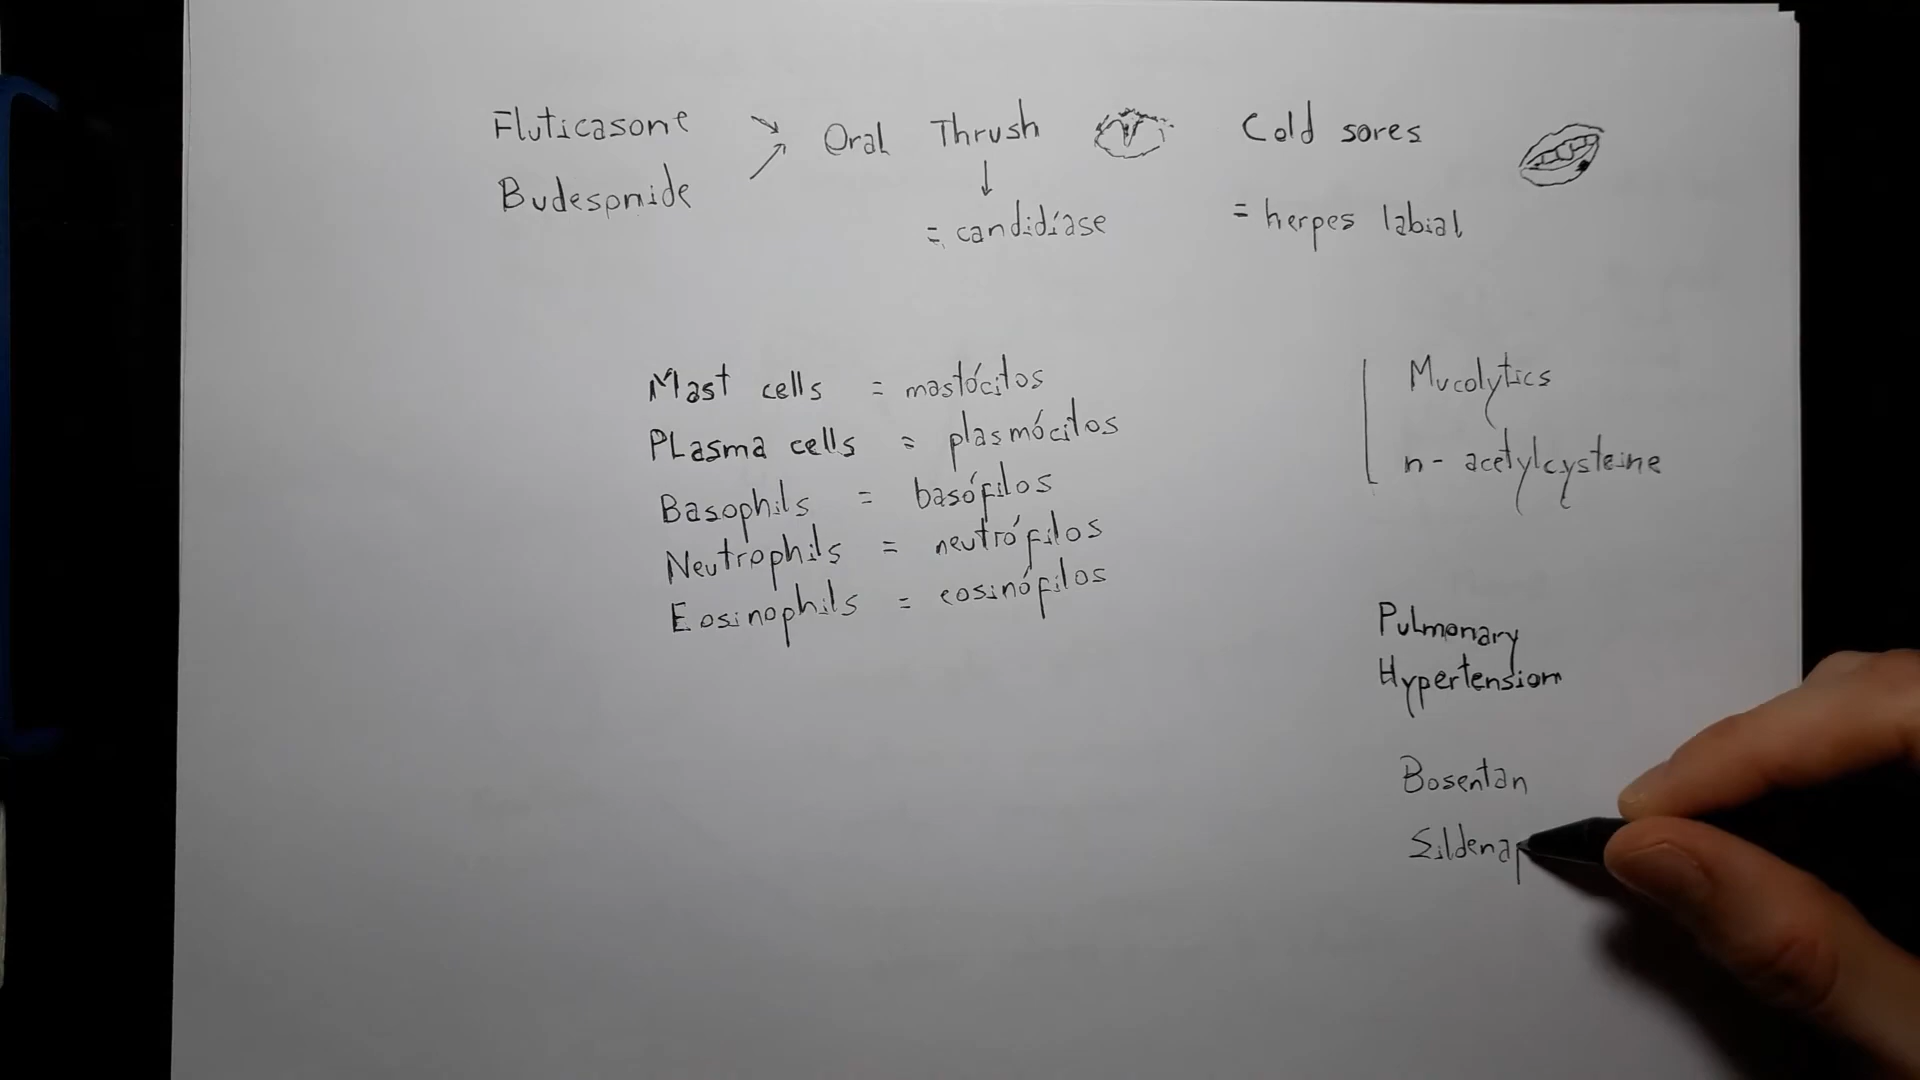 Fluticasone
Budesonide
Oral Thrush
= candidíase
Cold sores
= herpes labial
Mast cells = mastócitos
PLasma cells = plasmócitos
Basophils = basófilos
Neutrophils = neutrófilos
Eosinophils = eosinófilos
Mucolytics
n- acetylcysteine
Pulmonary
Hypertension
Bosentan
Sildenaf